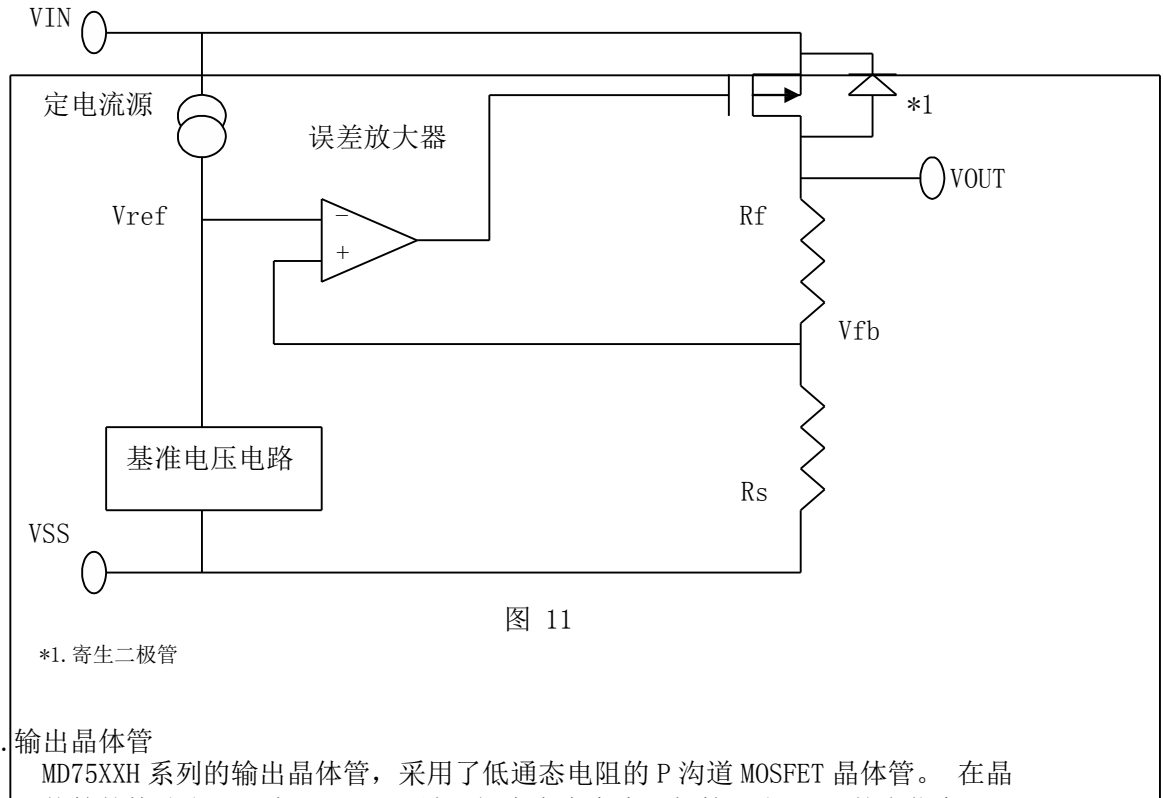 VIN
定电流源
*1
误差放大器
VOUT
Vref
Rf
−
+
Vfb
基准电压电路
Rs
VSS
图 11
*1.寄生二极管
.输出晶体管
MD75XXH 系列的输出晶体管，采用了低通态电阻的 P 沟道 MOSFET 晶体管。 在晶